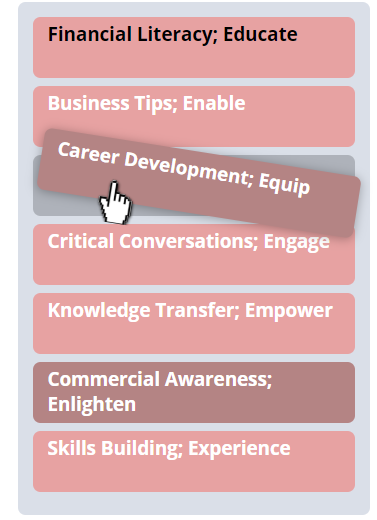 Financial Literacy; Educate
Business Tips; Enable
Career Development; Equip
Critical Conversations; Engage
Knowledge Transfer; Empower
Commercial Awareness;
Enlighten
Skills Building; Experience